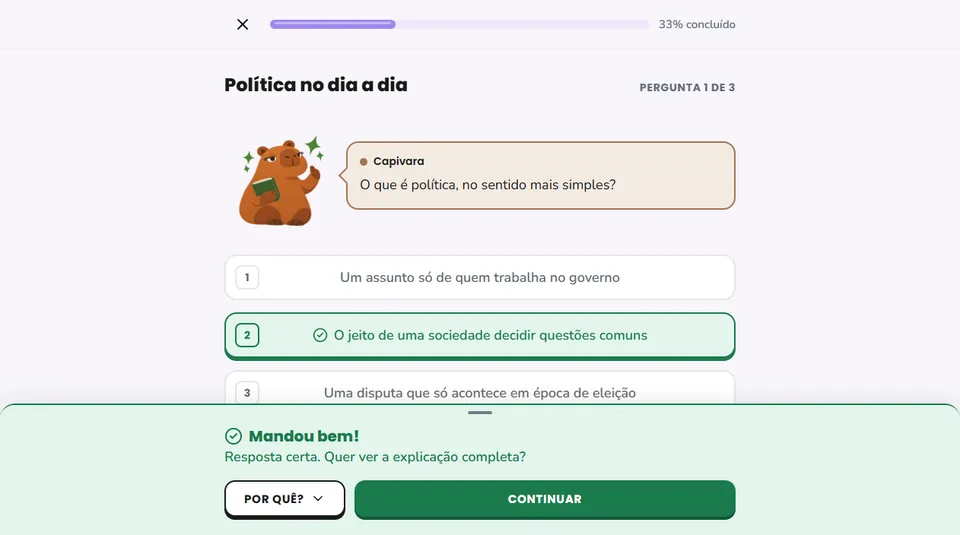 33% concluído
Política no dia a dia
PERGUNTA 1 DE 3
Capivara
O que é política, no sentido mais simples?
1 Um assunto só de quem trabalha no governo
2 O jeito de uma sociedade decidir questões comuns
3 Uma disputa que só acontece em época de eleição
Mandou bem!
Resposta certa. Quer ver a explicação completa?
POR QUÊ?
CONTINUAR